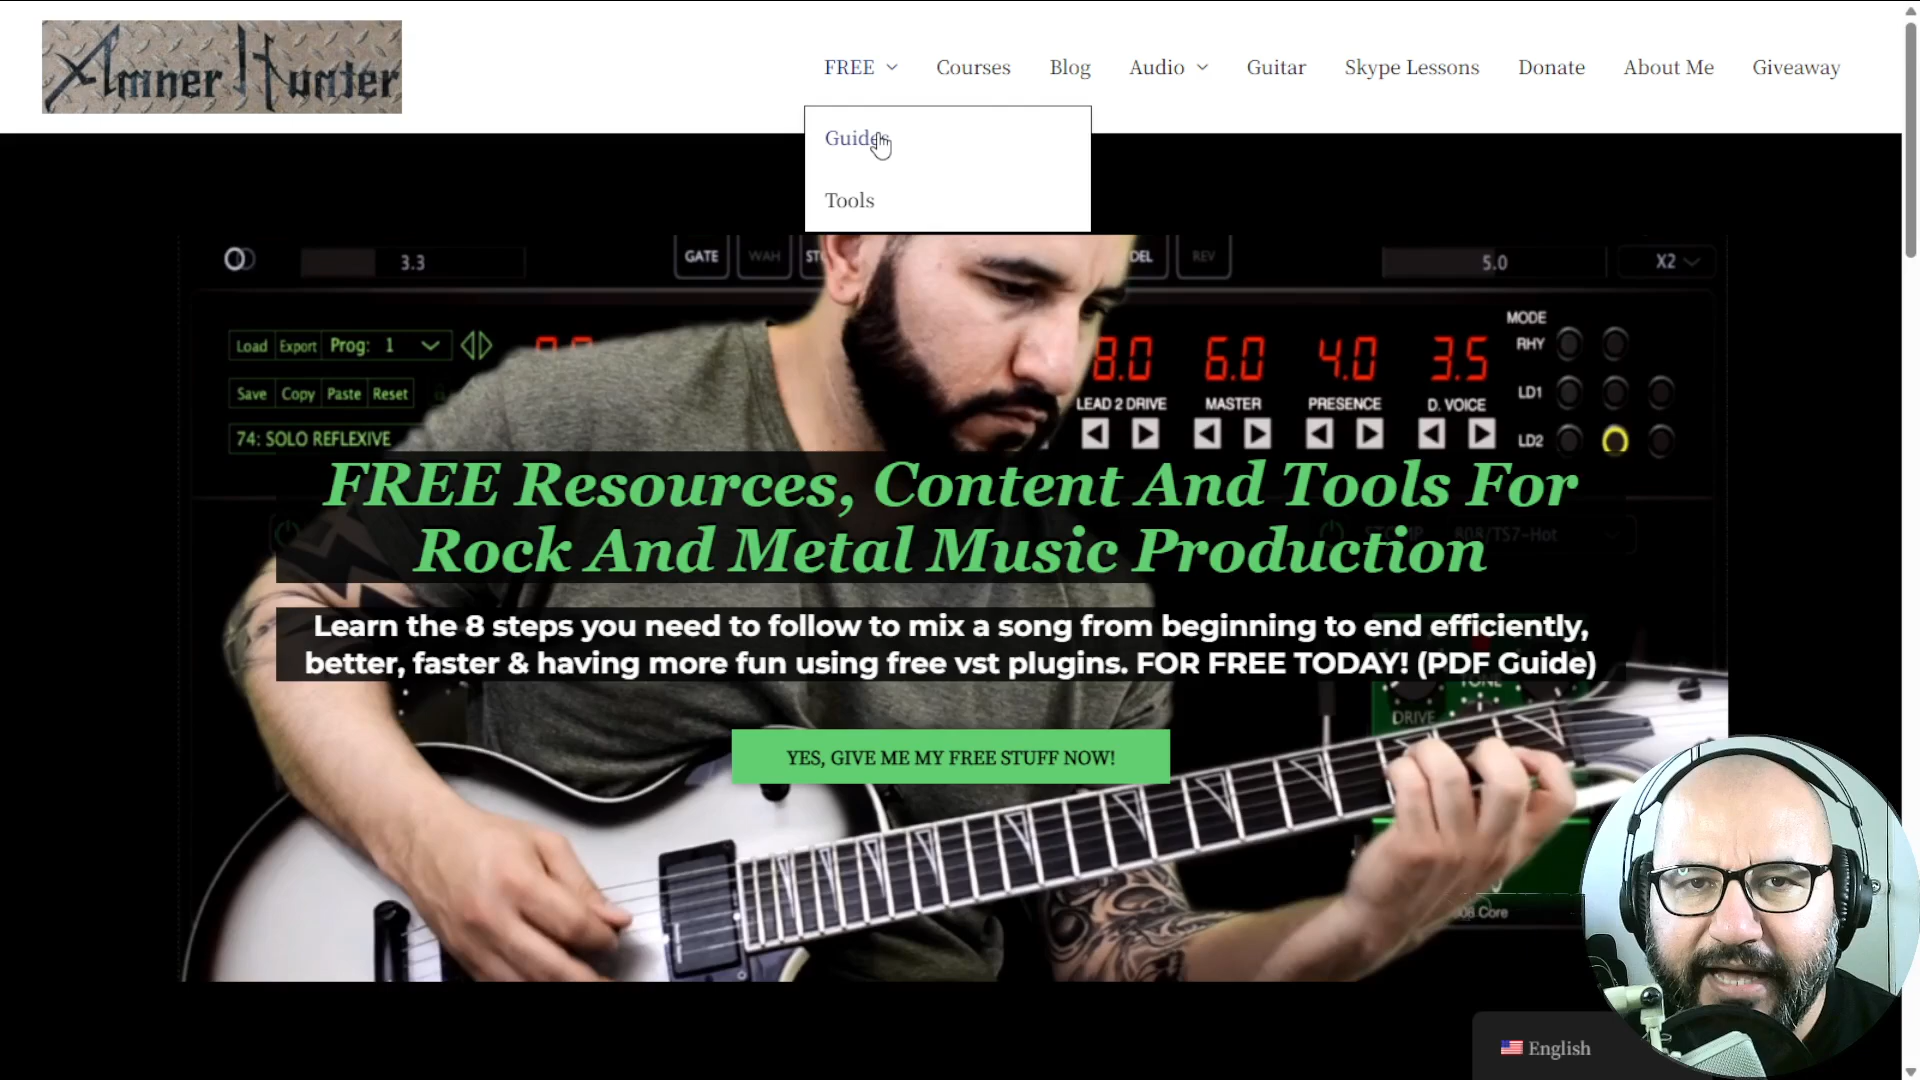 Amner Hunter
FREE Courses Blog Audio Guitar Skype Lessons Donate About Me Giveaway
Guides
Tools
3.3
GATE WAH DEL REV
5.0 X2
Load Export Prog: 1
Save Copy Paste Reset
74: SOLO REFLEXIVE
8.0 6.0 4.0 3.5
LEAD 2 DRIVE MASTER PRESENCE D. VOICE
MODE
RHY
LD1
LD2
808/TS7-Hot
FREE Resources, Content And Tools For
Rock And Metal Music Production
Learn the 8 steps you need to follow to mix a song from beginning to end efficiently,
better, faster & having more fun using free vst plugins. FOR FREE TODAY! (PDF Guide)
TONE
DRIVE
YES, GIVE ME MY FREE STUFF NOW!
Core
English